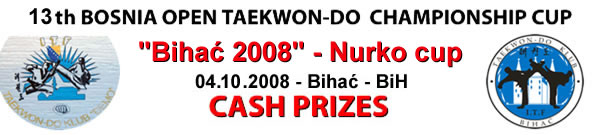 13th BOSNIA OPEN TAEKWON-DO CHAMPIONSHIP CUP
"Bihać 2008" - Nurko cup
04.10.2008 - Bihać - BiH
CASH PRIZES
TAEKWON-DO KLUB
I.T.F
BIHAĆ